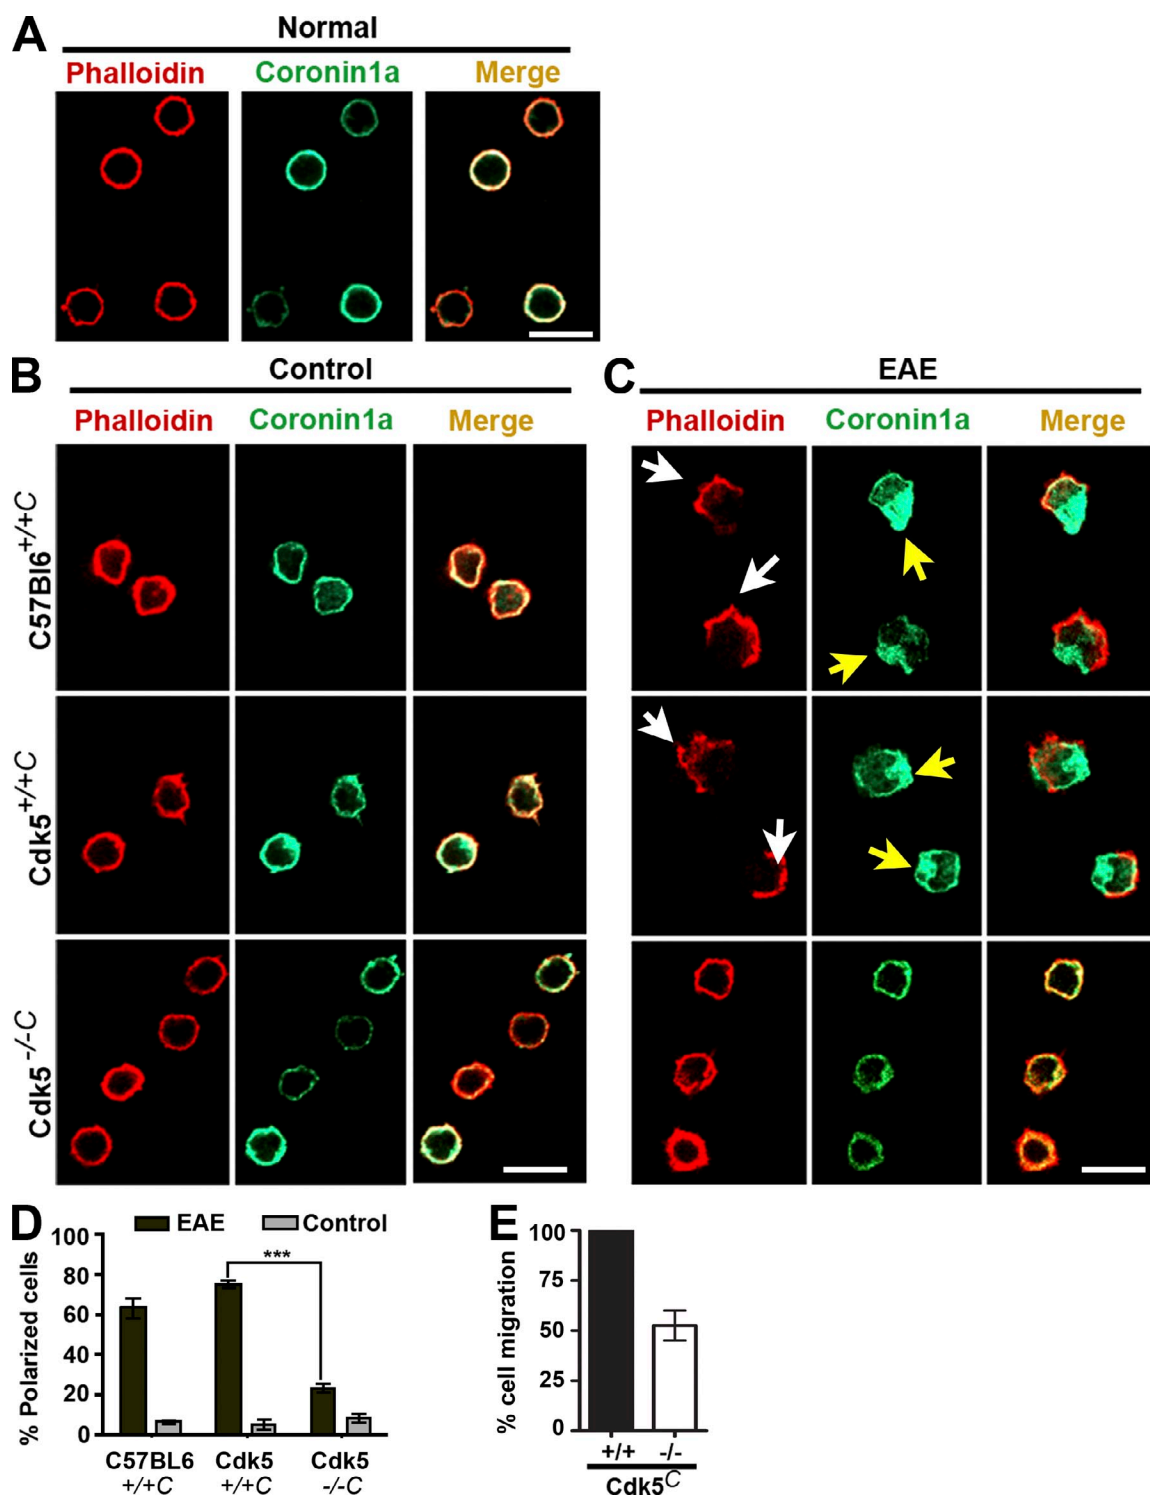 A
Normal
Phalloidin Coronin1a Merge
B
Control
Phalloidin Coronin1a Merge
C57Bl6+/+C
Cdk5+/+C
Cdk5-/-C
C
EAE
Phalloidin Coronin1a Merge
D
EAE Control
% Polarized cells
100
80
60
40
20
0
***
C57BL6 Cdk5 Cdk5
+/+C +/+C -/-C
E
% cell migration
100
75
50
25
0
+/+ -/-
Cdk5C